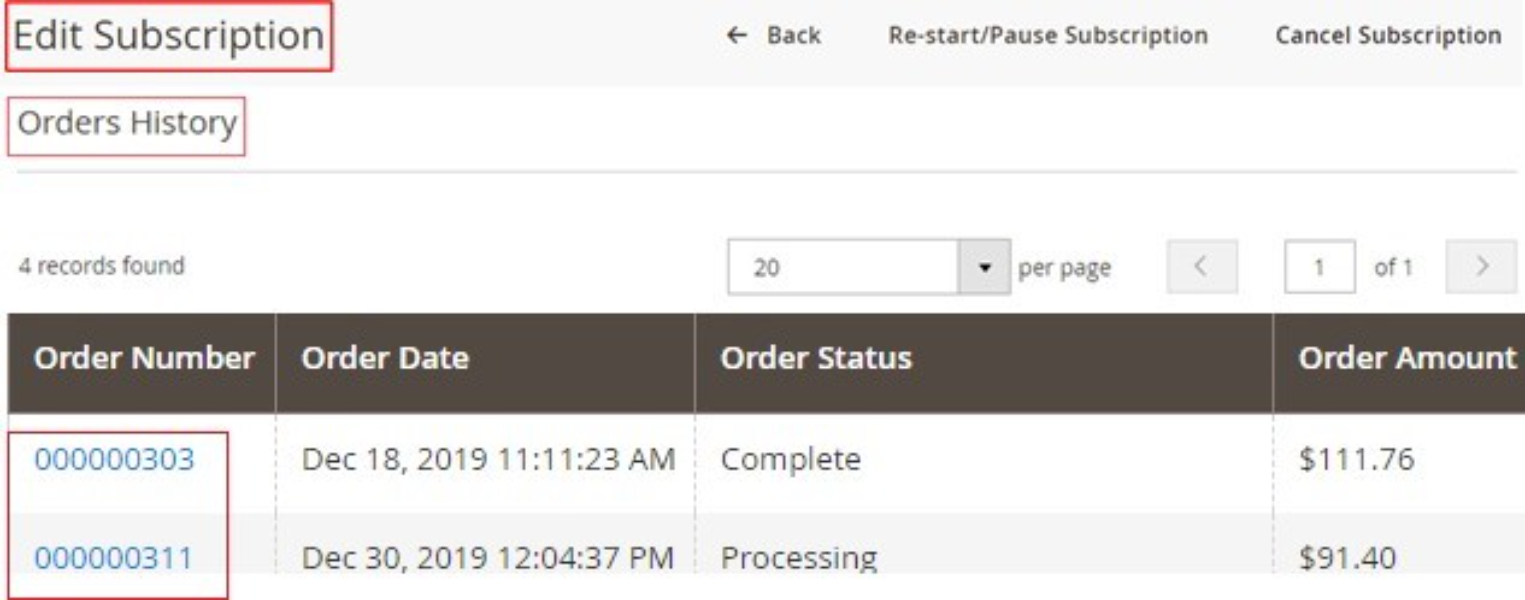 Edit Subscription ← Back Re-start/Pause Subscription Cancel Subscription
Orders History
4 records found 20 per page < 1 of 1 >
Order Number Order Date Order Status Order Amount
000000303 Dec 18, 2019 11:11:23 AM Complete $111.76
000000311 Dec 30, 2019 12:04:37 PM Processing $91.40